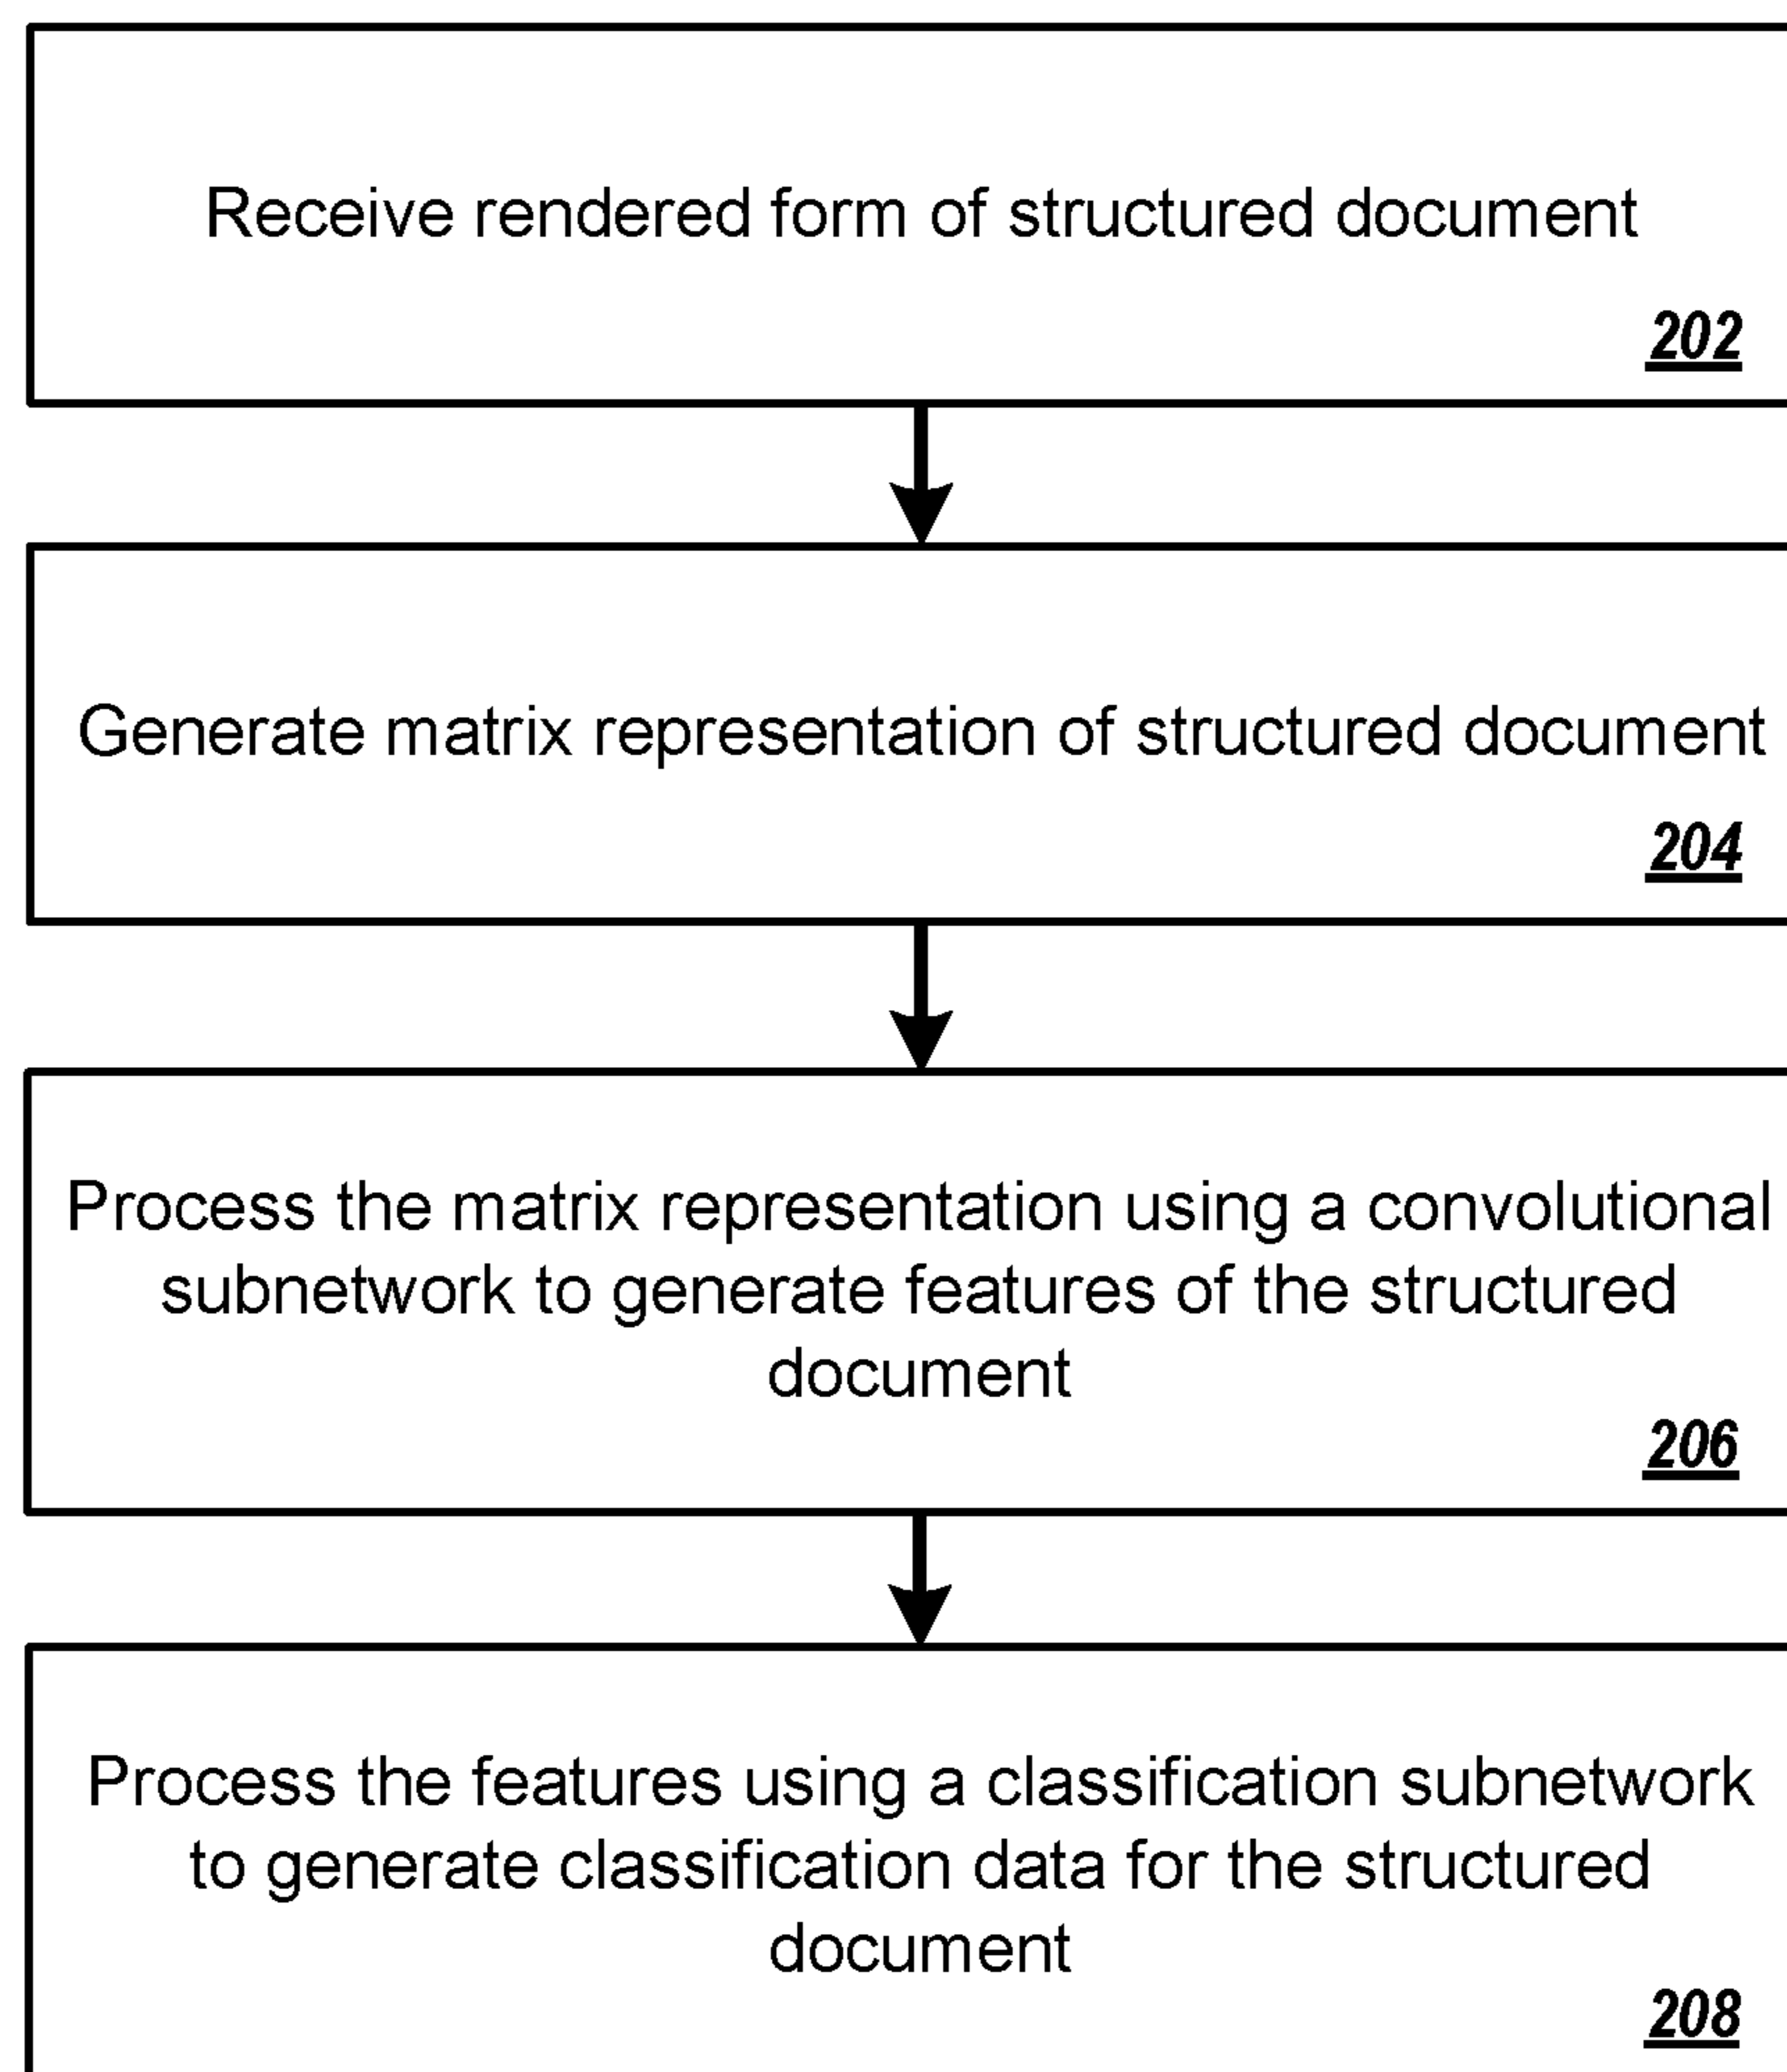 Receive rendered form of structured document
202
Generate matrix representation of structured document
204
Process the matrix representation using a convolutional
subnetwork to generate features of the structured
document
206
Process the features using a classification subnetwork
to generate classification data for the structured
document
208